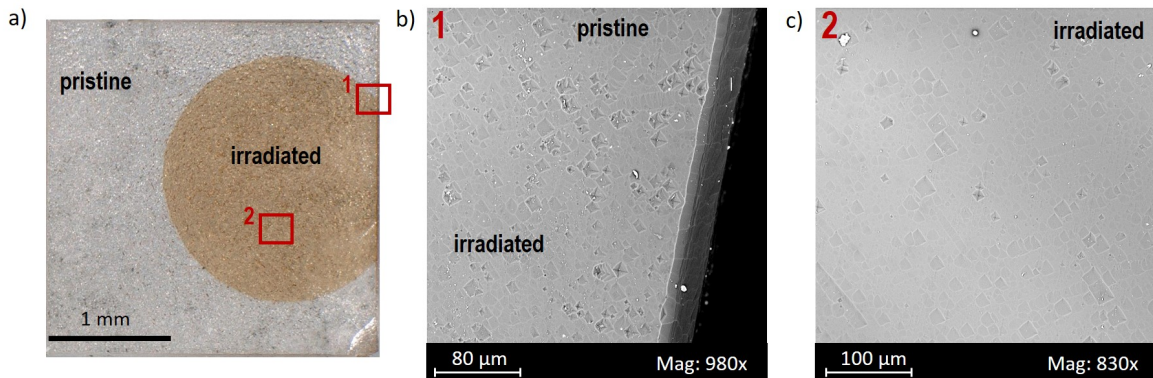 a)
pristine
1
irradiated
2
1 mm
b)
1
pristine
irradiated
80 µm
Mag: 980x
c)
2
irradiated
100 µm
Mag: 830x